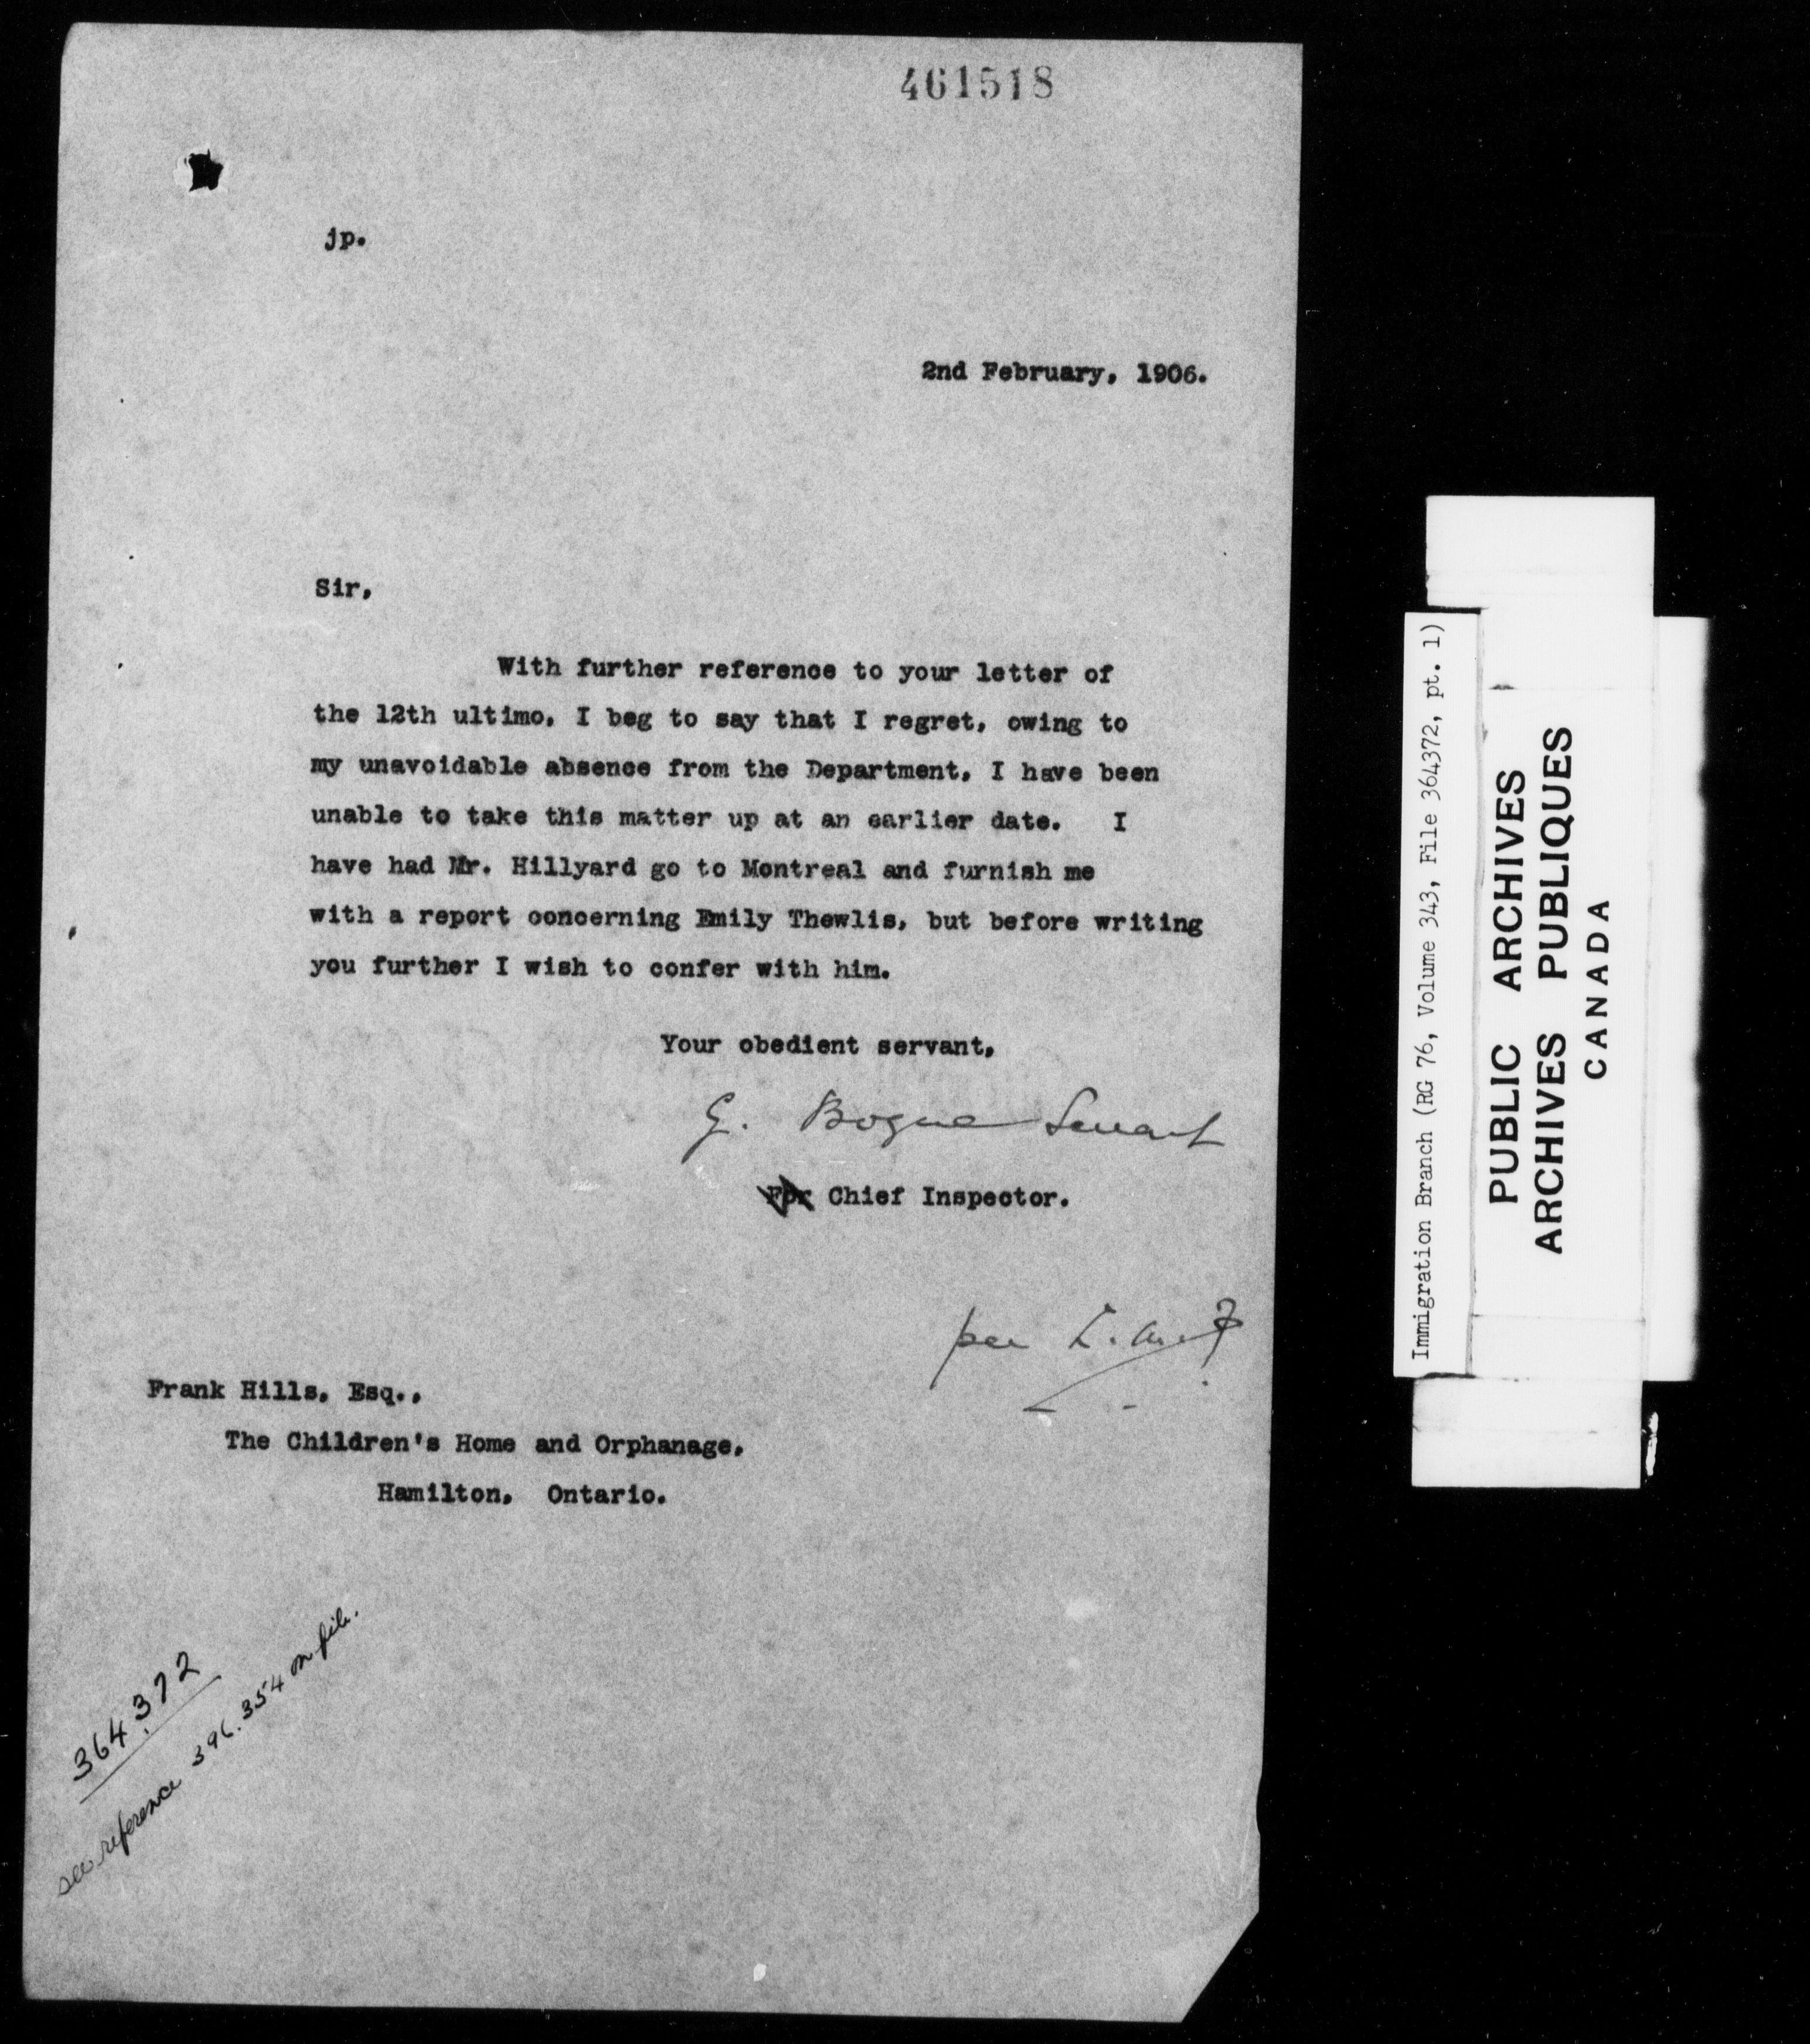 461518
jp.
2nd February, 1906.
Sir,
With further reference to your letter of
the 12th ultimo, I beg to say that I regret, owing to
my unavoidable absence from the Department, I have been
unable to take this matter up at an earlier date. I
have had Mr. Hillyard go to Montreal and furnish me
with a report concerning Emily Thewlis, but before writing
you further I wish to confer with him.
Your obedient servant,
G. Bogue Smart
For Chief Inspector.
per
Frank Hills, Esq.,
The Children's Home and Orphanage,
Hamilton, Ontario.
364372
see reference 396.354 on file.
Immigration Branch (RG 76, Volume 343, File 364372, pt. 1)
PUBLIC ARCHIVES
ARCHIVES PUBLIQUES
CANADA